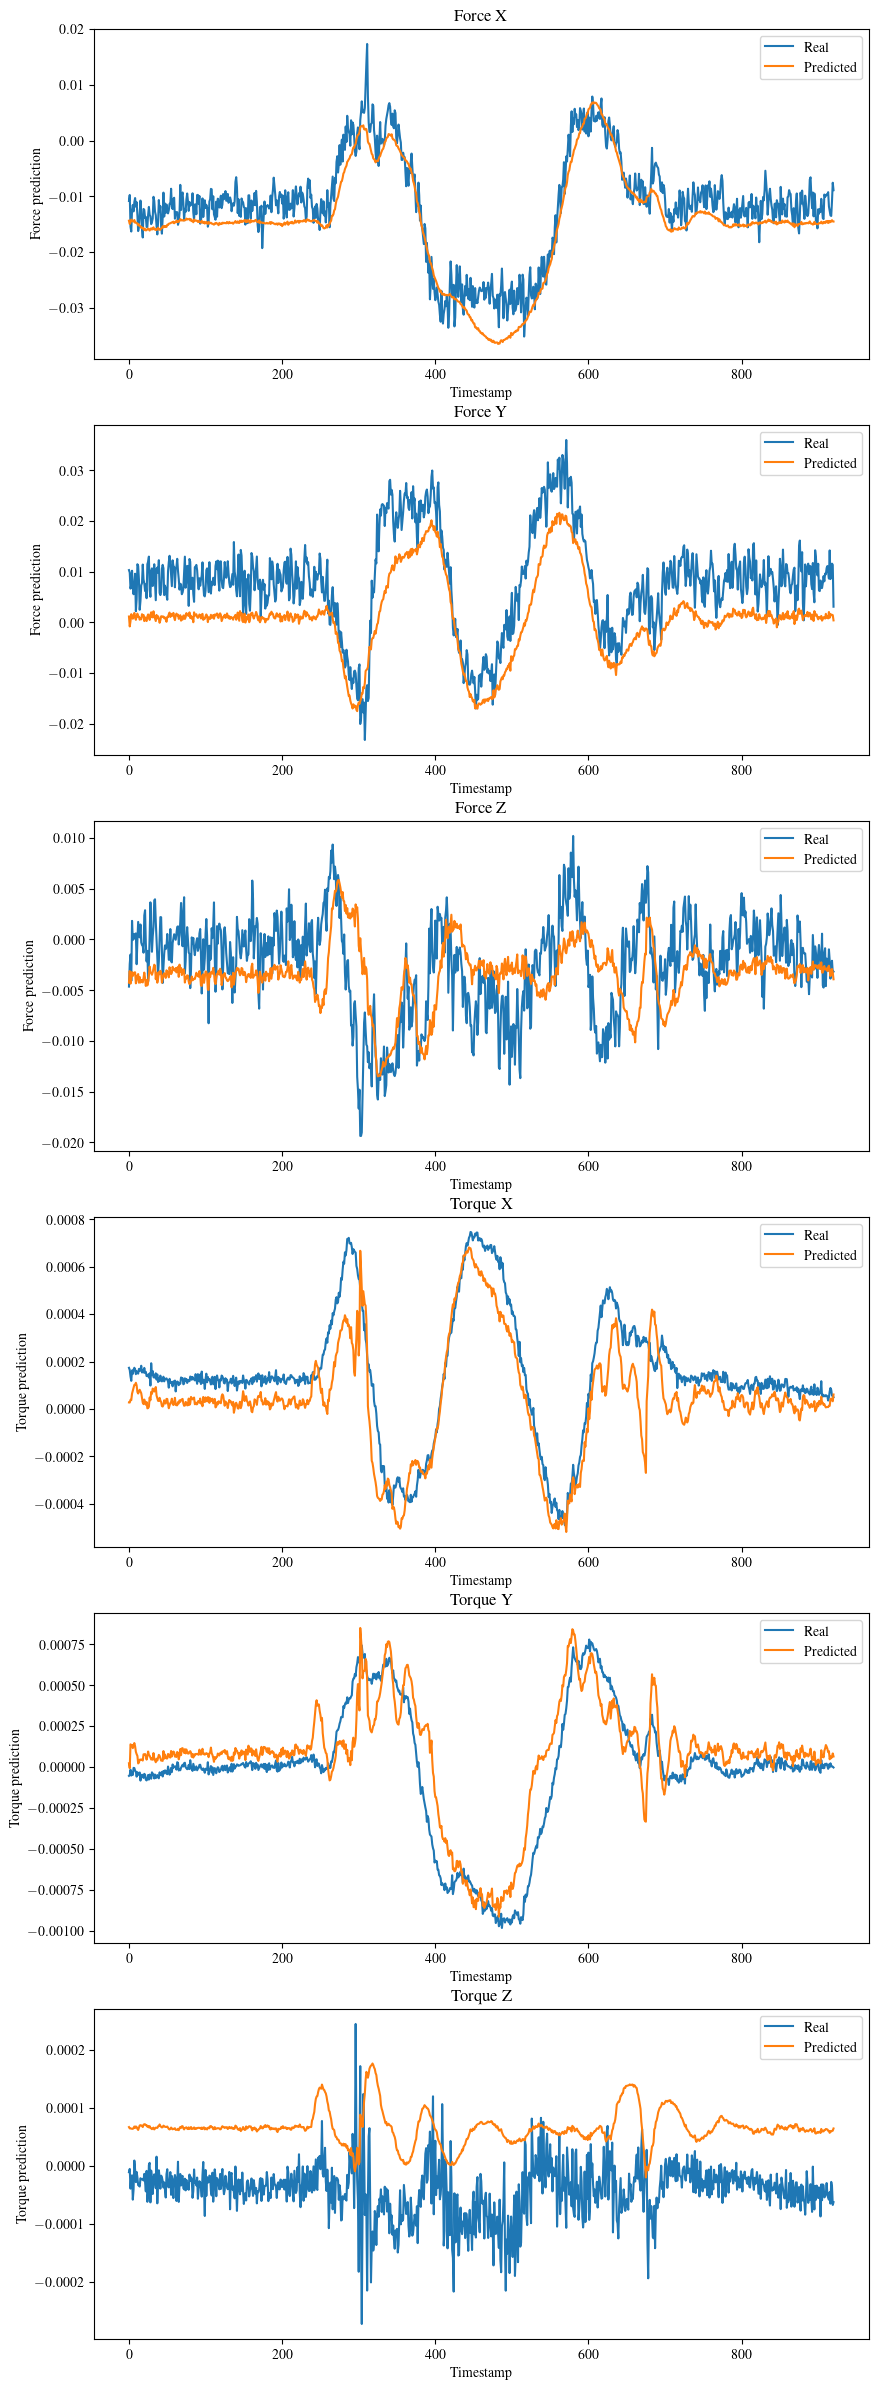 Force X
0.02
0.01
0.00
−0.01
−0.02
−0.03
Force prediction
Real
Predicted
0
200
400
600
800
Timestamp
Force Y
0.03
0.02
0.01
0.00
−0.01
−0.02
Force prediction
Real
Predicted
0
200
400
600
800
Timestamp
Force Z
0.010
0.005
0.000
−0.005
−0.010
−0.015
−0.020
Force prediction
Real
Predicted
0
200
400
600
800
Timestamp
Torque X
0.0008
0.0006
0.0004
0.0002
0.0000
−0.0002
−0.0004
Torque prediction
Real
Predicted
0
200
400
600
800
Timestamp
Torque Y
0.00075
0.00050
0.00025
0.00000
−0.00025
−0.00050
−0.00075
−0.00100
Torque prediction
Real
Predicted
0
200
400
600
800
Timestamp
Torque Z
0.0002
0.0001
0.0000
−0.0001
−0.0002
Torque prediction
Real
Predicted
0
200
400
600
800
Timestamp